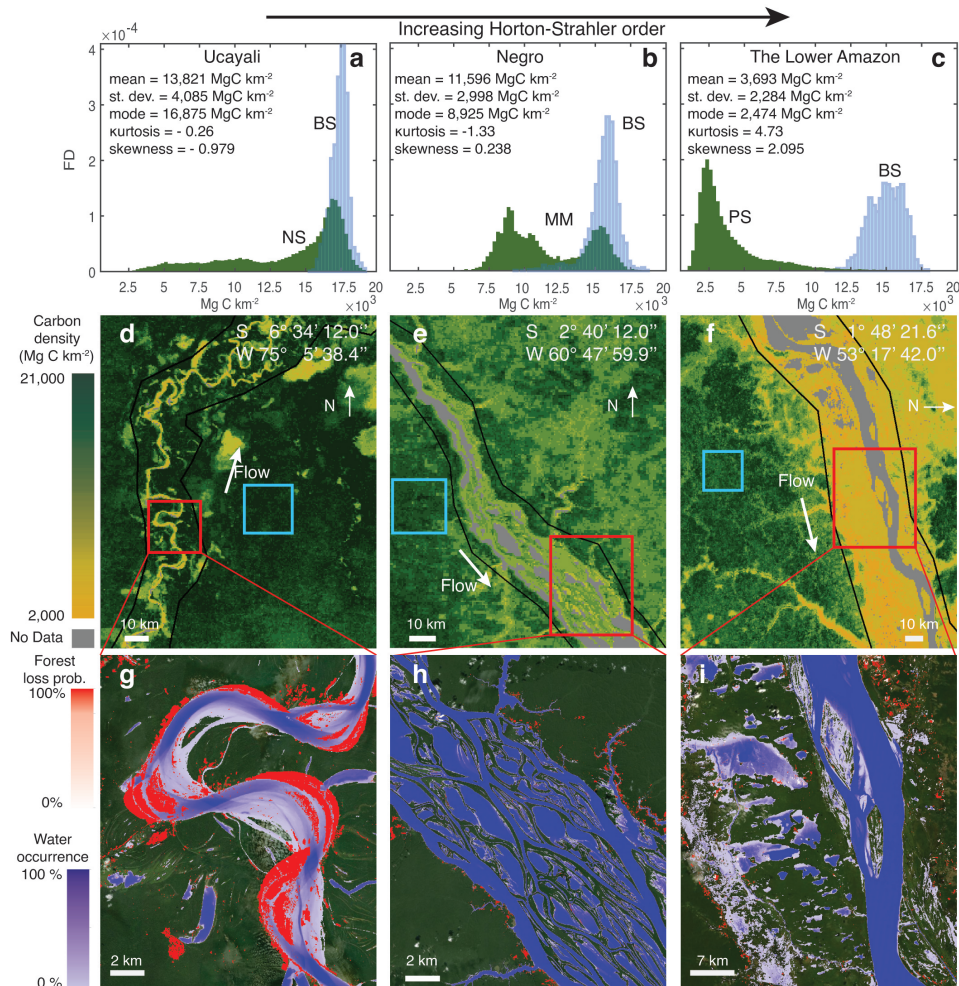 Increasing Horton-Strahler order
×10⁻⁴
Ucayali
a
mean = 13,821 MgC km⁻²
st. dev. = 4,085 MgC km⁻²
mode = 16,875 MgC km⁻²
κurtosis = - 0.26
skewness = - 0.979
BS
NS
FD
4
3
2
1
0
2.5 5 7.5 10 12.5 15 17.5 20
Mg C km⁻²
×10³
Negro
b
mean = 11,596 MgC km⁻²
st. dev. = 2,998 MgC km⁻²
mode = 8,925 MgC km⁻²
κurtosis = -1.33
skewness = 0.238
BS
MM
2.5 5 7.5 10 12.5 15 17.5 20
Mg C km⁻²
×10³
The Lower Amazon
c
mean = 3,693 MgC km⁻²
st. dev. = 2,284 MgC km⁻²
mode = 2,474 MgC km⁻²
κurtosis = 4.73
skewness = 2.095
BS
PS
2.5 5 7.5 10 12.5 15 17.5 20
Mg C km⁻²
×10³
Carbon
density
(Mg C km⁻²)
21,000
2,000
No Data
d
S 6° 34’ 12.0“
W 75° 5’ 38.4”
N
Flow
10 km
e
S 2° 40’ 12.0”
W 60° 47’ 59.9”
N
Flow
10 km
f
S 1° 48’ 21.6”
W 53° 17’ 42.0”
N
Flow
10 km
Forest
loss prob.
100%
0%
Water
occurrence
100 %
0 %
g
2 km
h
2 km
i
7 km